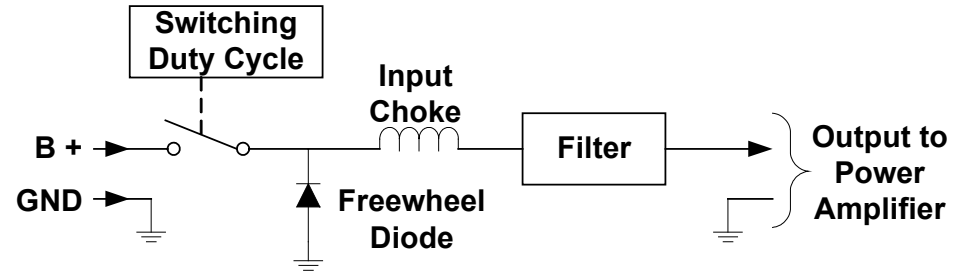 Switching
Duty Cycle
Input
Choke
B +
Filter
Output to
Power
Amplifier
GND
Freewheel
Diode